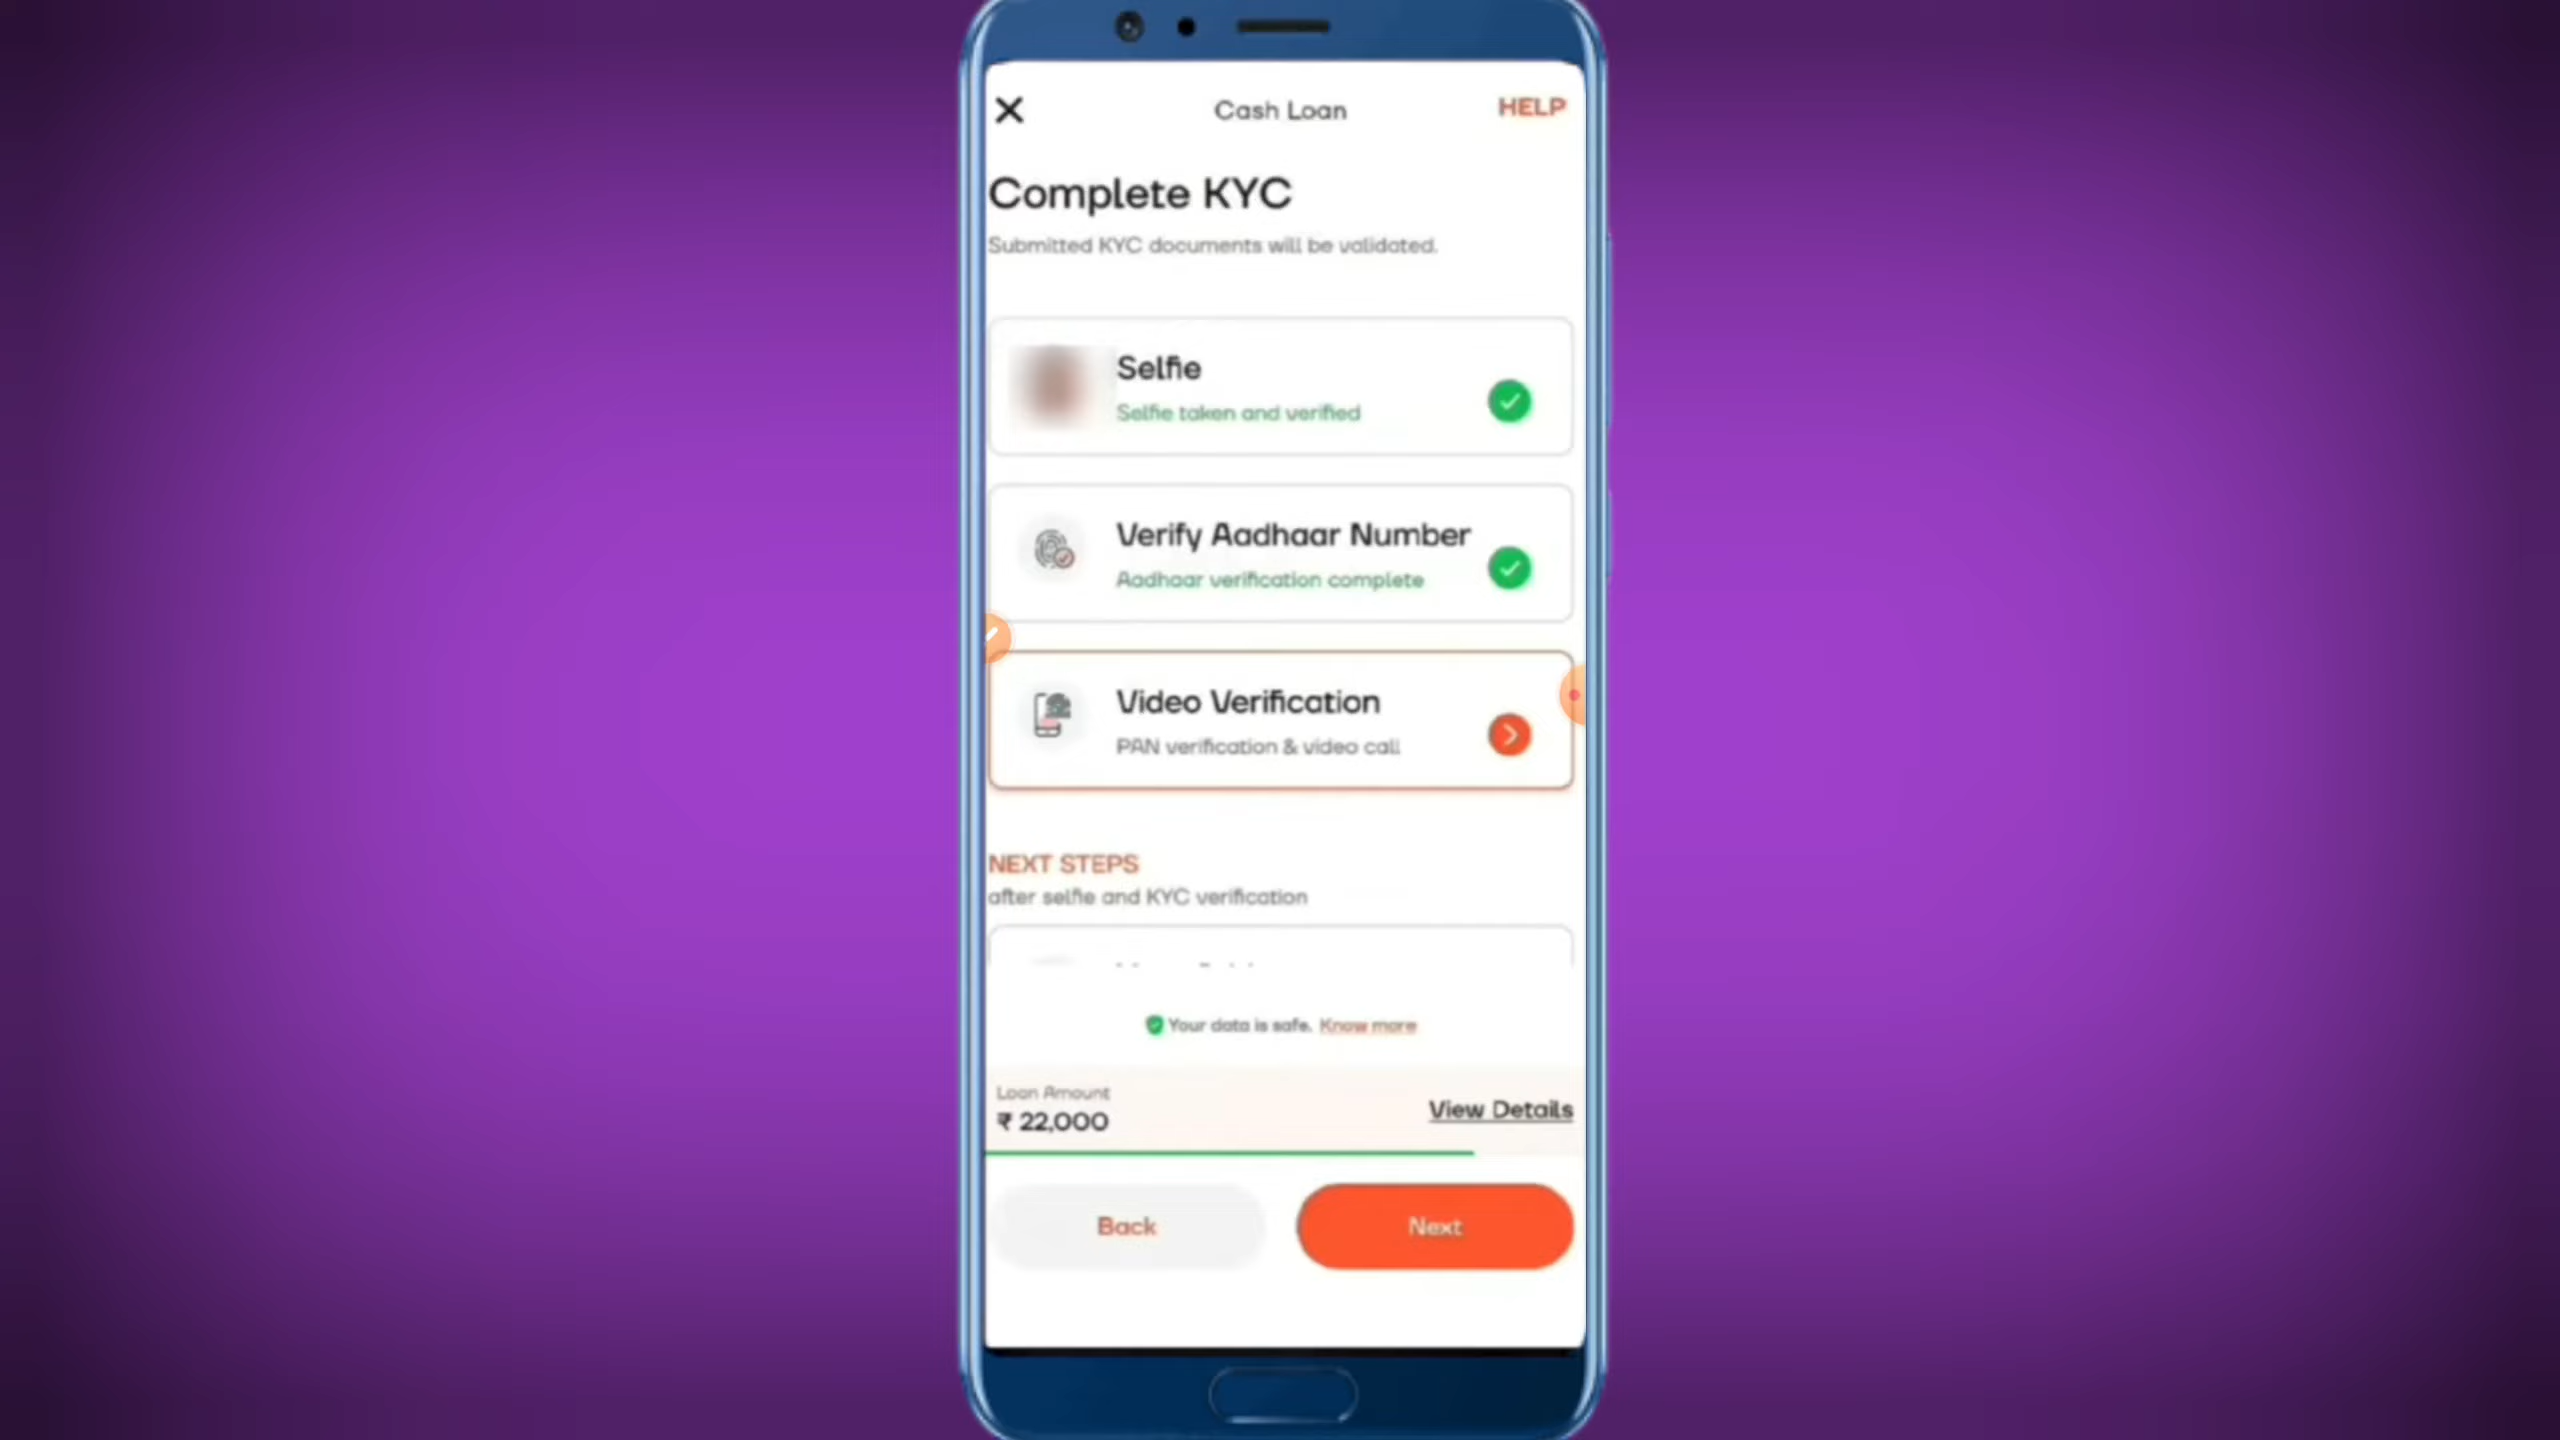 Cash Loan
HELP
Complete KYC
Submitted KYC documents will be validated.
Selfie
Selfie taken and verified
Verify Aadhaar Number
Aadhaar verification complete
Video Verification
PAN verification & video call
NEXT STEPS
after selfie and KYC verification
Your data is safe. Know more
Loan Amount
₹ 22,000
View Details
Back
Next